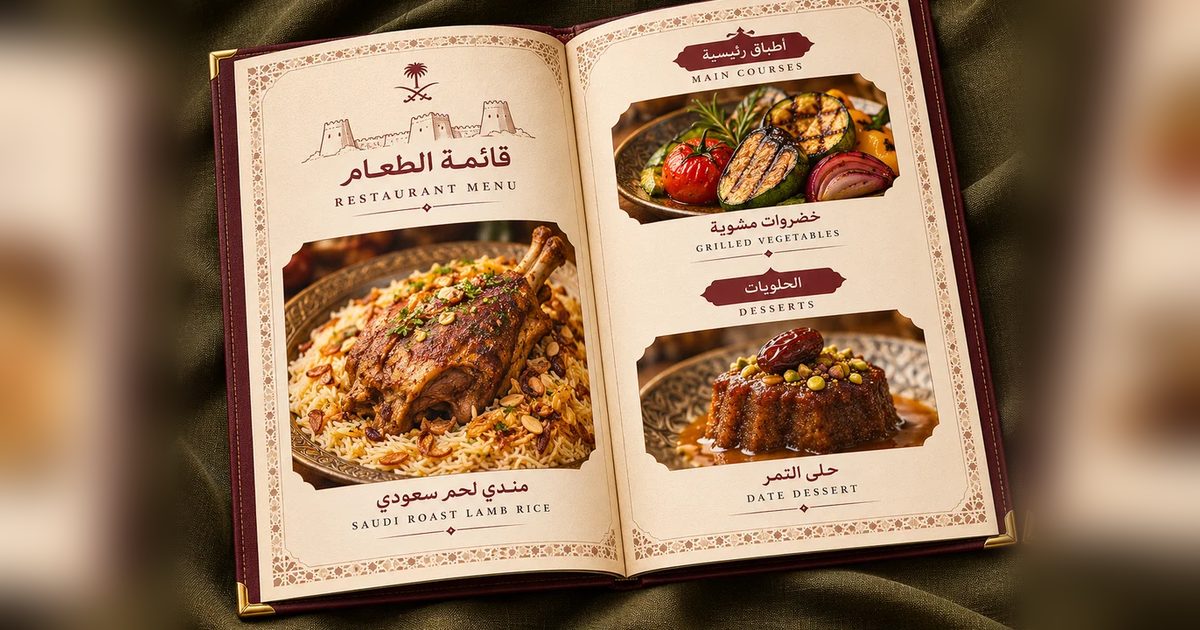 قائمة الطعام
RESTAURANT MENU
مندي لحم سعودي
SAUDI ROAST LAMB RICE
أطباق رئيسية
MAIN COURSES
خضروات مشوية
GRILLED VEGETABLES
الحلويات
DESSERTS
حلى التمر
DATE DESSERT